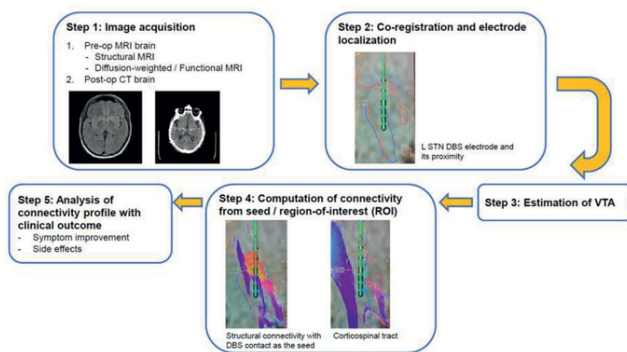 Step 1: Image acquisition
1. Pre-op MRI brain
- Structural MRI
- Diffusion-weighted / Functional MRI
2. Post-op CT brain
Step 2: Co-registration and electrode
localization
L STN DBS electrode and
its proximity
Step 3: Estimation of VTA
Step 4: Computation of connectivity
from seed / region-of-interest (ROI)
Structural connectivity with
DBS contact as the seed
Corticospinal tract
Step 5: Analysis of
connectivity profile with
clinical outcome
- Symptom improvement
- Side effects